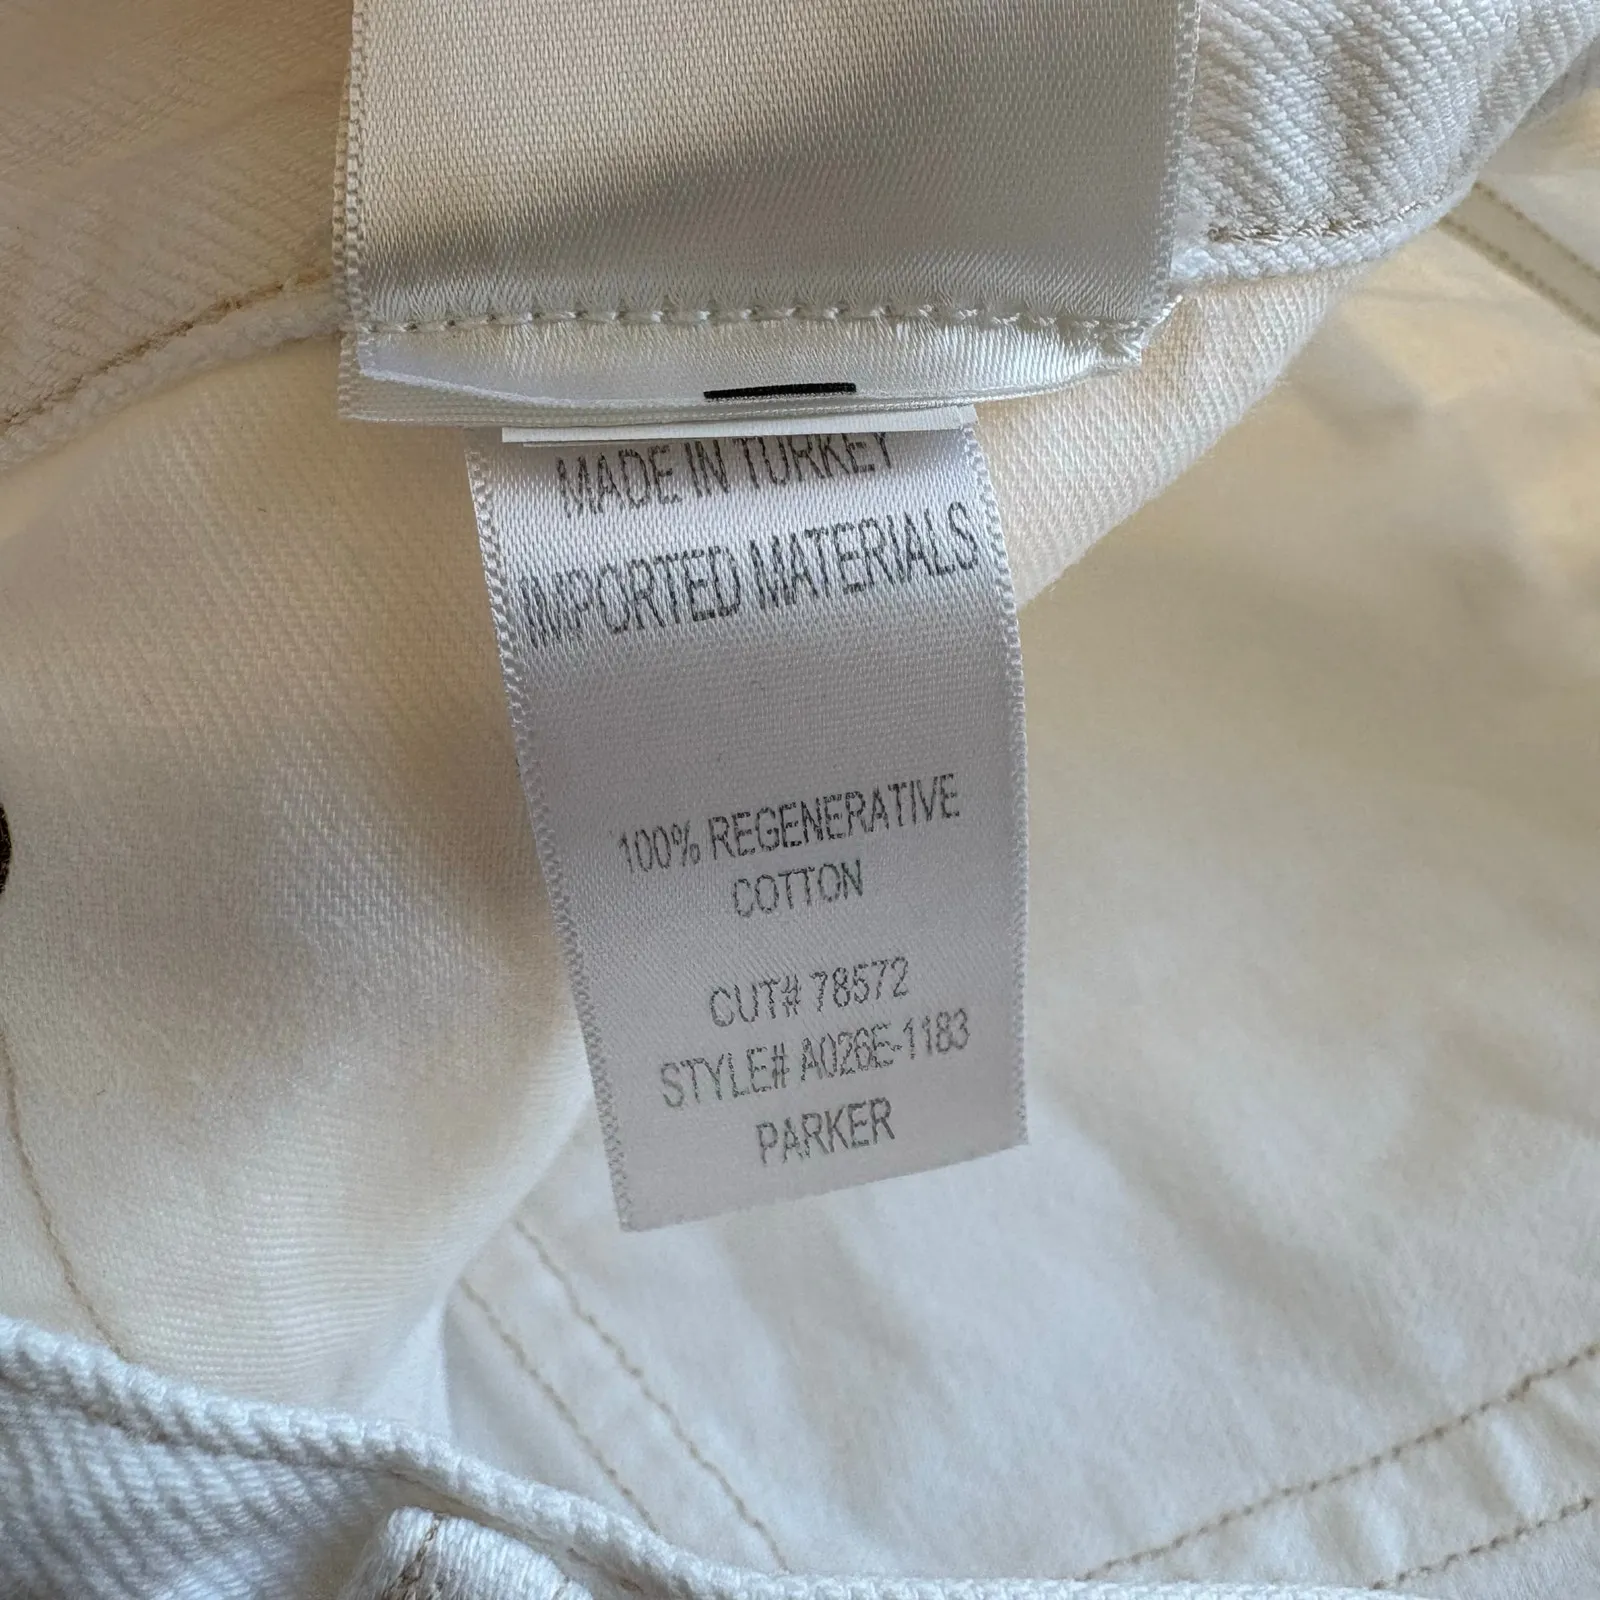 MADE IN TURKEY
IMPORTED MATERIALS
100% REGENERATIVE
COTTON
CUT# 78572
STYLE# A026E-1183
PARKER